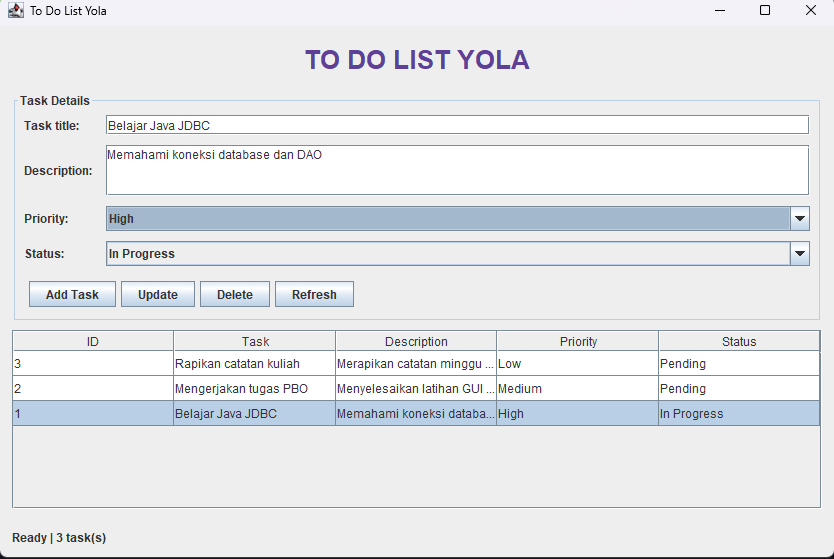 To Do List Yola
TO DO LIST YOLA
Task Details
Task title: Belajar Java JDBC
Description: Memahami koneksi database dan DAO
Priority: High
Status: In Progress
Add Task Update Delete Refresh
ID Task Description Priority Status
3 Rapikan catatan kuliah Merapikan catatan minggu ... Low Pending
2 Mengerjakan tugas PBO Menyelesaikan latihan GUI ... Medium Pending
1 Belajar Java JDBC Memahami koneksi databa... High In Progress
Ready | 3 task(s)